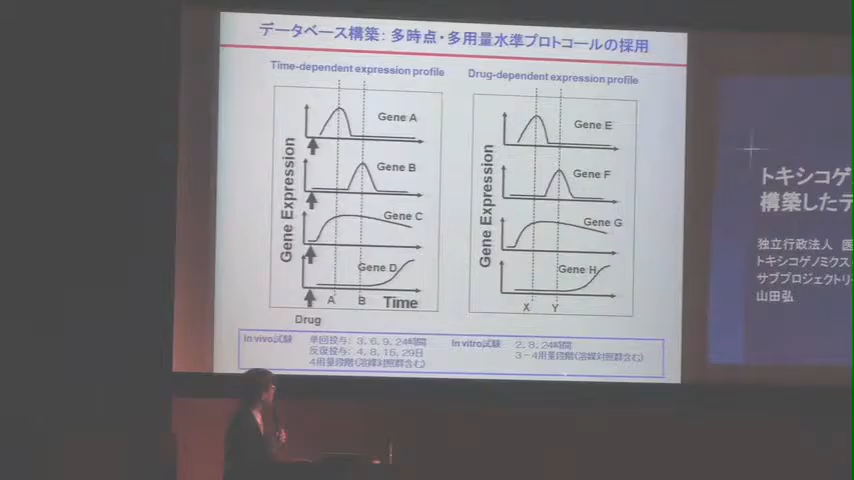 データベース構築：多時点・多用量水準プロトコールの採用
Time-dependent expression profile
Gene Expression
Gene A
Gene B
Gene C
Gene D
A
B
Time
Drug
Drug-dependent expression profile
Gene Expression
Gene E
Gene F
Gene G
Gene H
X
Y
In vivo試験
単回投与：3, 6, 9, 24時間
反復投与：4, 8, 15, 29日
4用量段階（溶媒対照群含む）
In vitro試験
2, 8, 24時間
3－4用量段階（溶媒対照群含む）
トキシコゲ
構築したデ
独立行政法人 医
トキシコゲノミクス
サブプロジェクトリー
山田弘